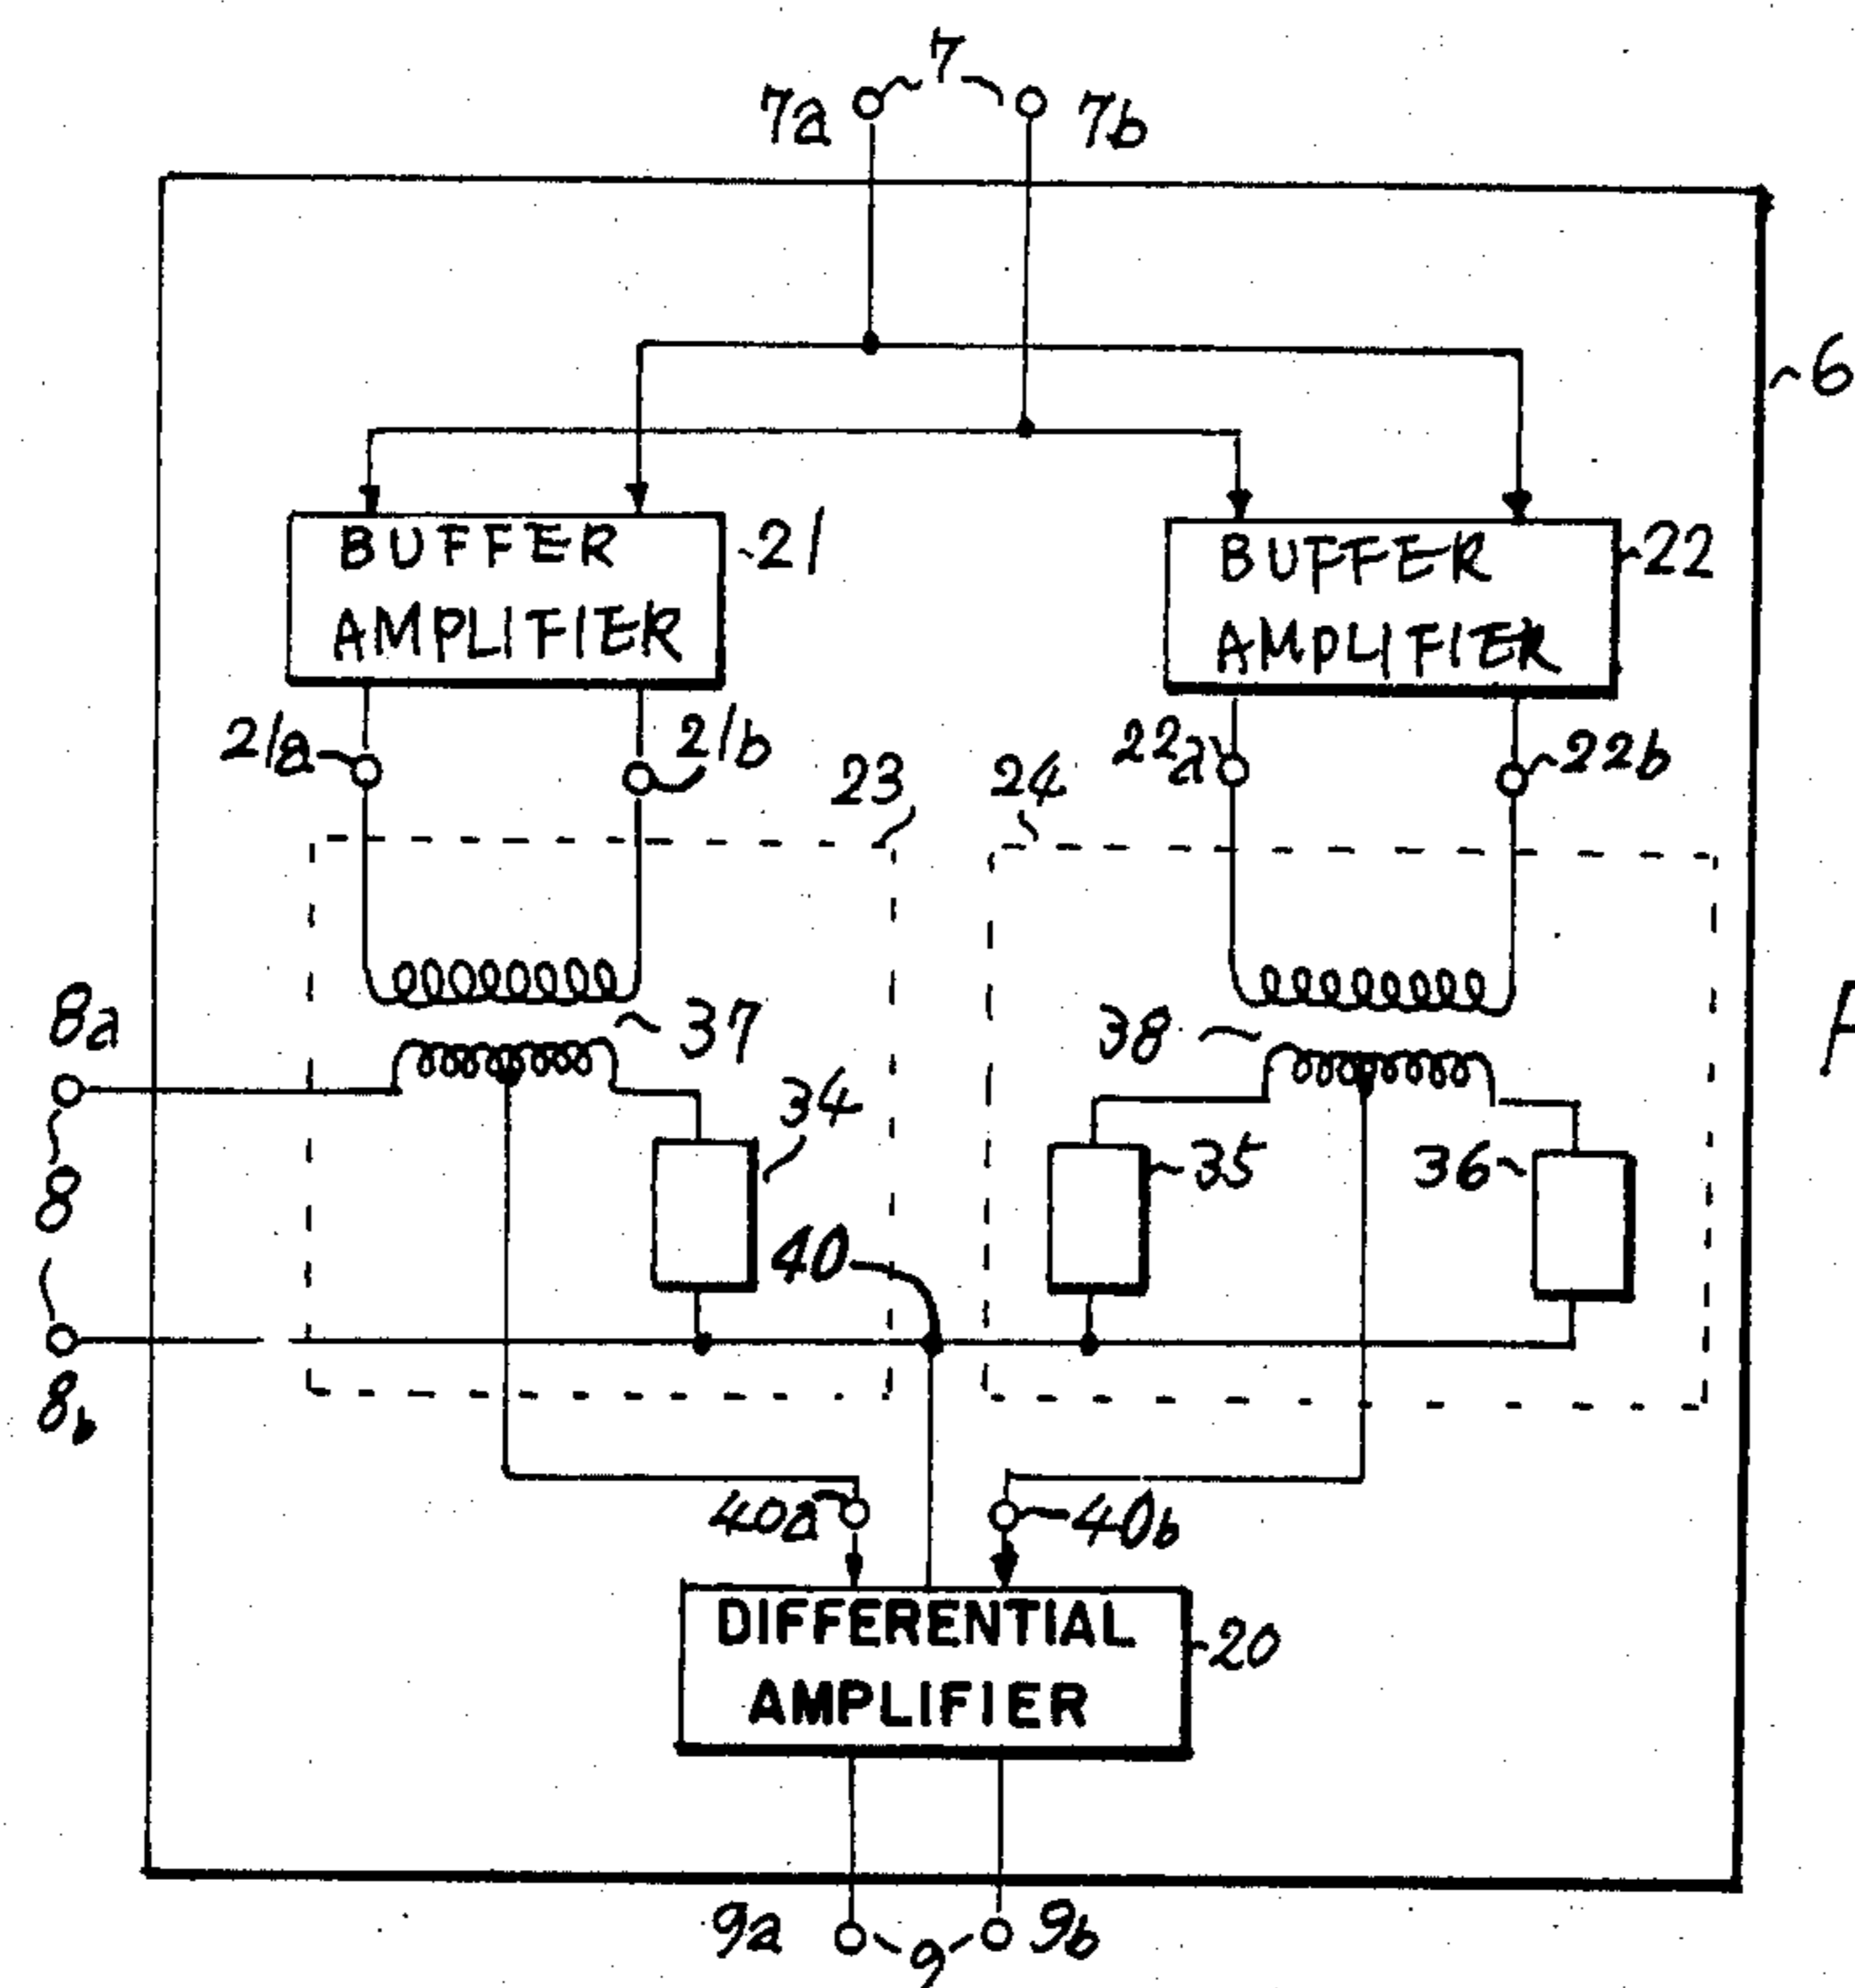 7
7a
7b
6
BUFFER
AMPLIFIER
21
BUFFER
AMPLIFIER
22
21a
21b
22a
22b
23
24
37
38
8a
8
8b
34
35
36
40
40a
40b
DIFFERENTIAL
AMPLIFIER
20
9a
9
9b